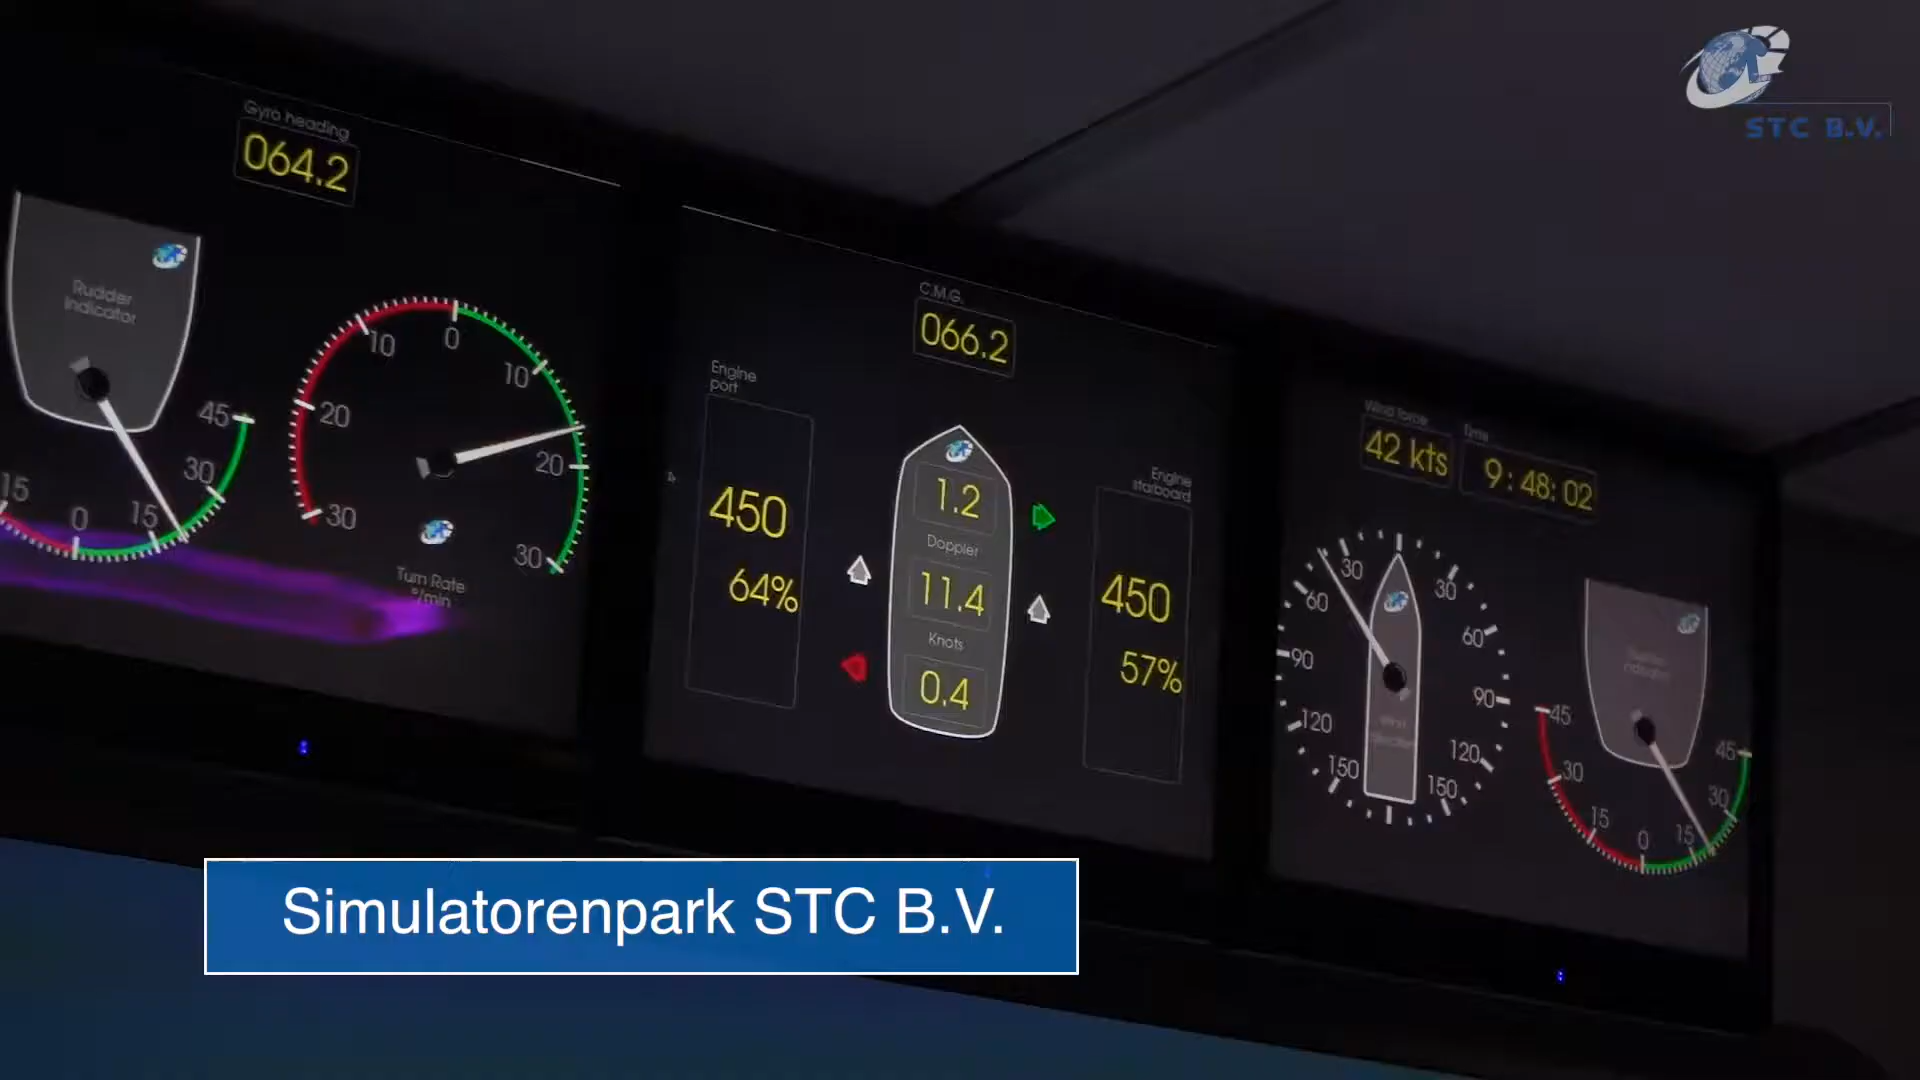 STC B.V.
Gyro heading
064.2
Rudder
Indicator
45
30
15
0
15
10
0
10
20
20
30
30
Turn Rate
°/min
C.M.G.
066.2
Engine
port
450
64%
1.2
Doppler
11.4
Knots
0.4
Engine
starboard
450
57%
Wind force
42 kts
Time
9:48:02
30
30
60
60
90
90
120
120
150
150
45
30
15
0
15
30
45
Simulatorenpark STC B.V.